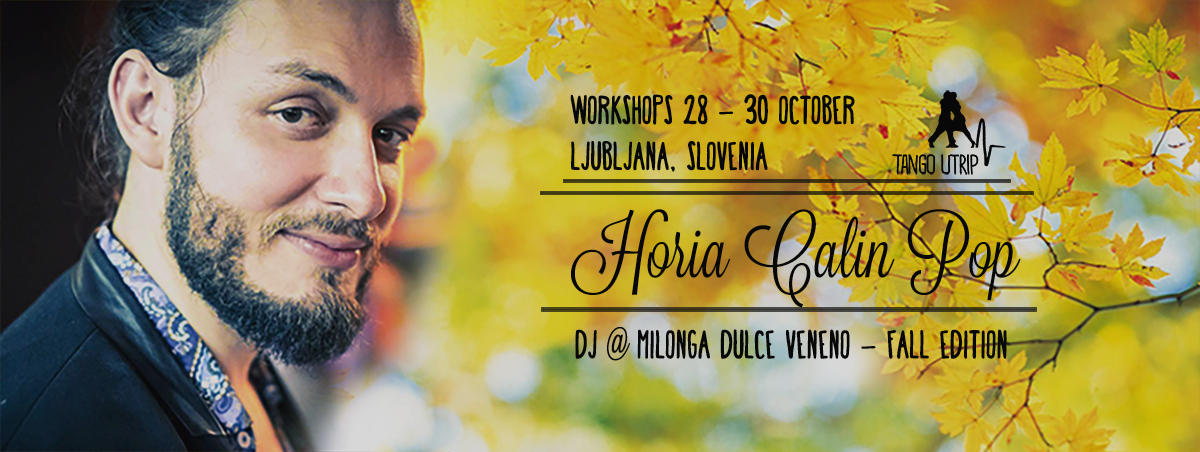 WORKSHOPS 28 – 30 OCTOBER
LJUBLJANA, SLOVENIA
TANGO UTRIP
Horia Calin Pop
DJ @ MILONGA DULCE VENENO – FALL EDITION